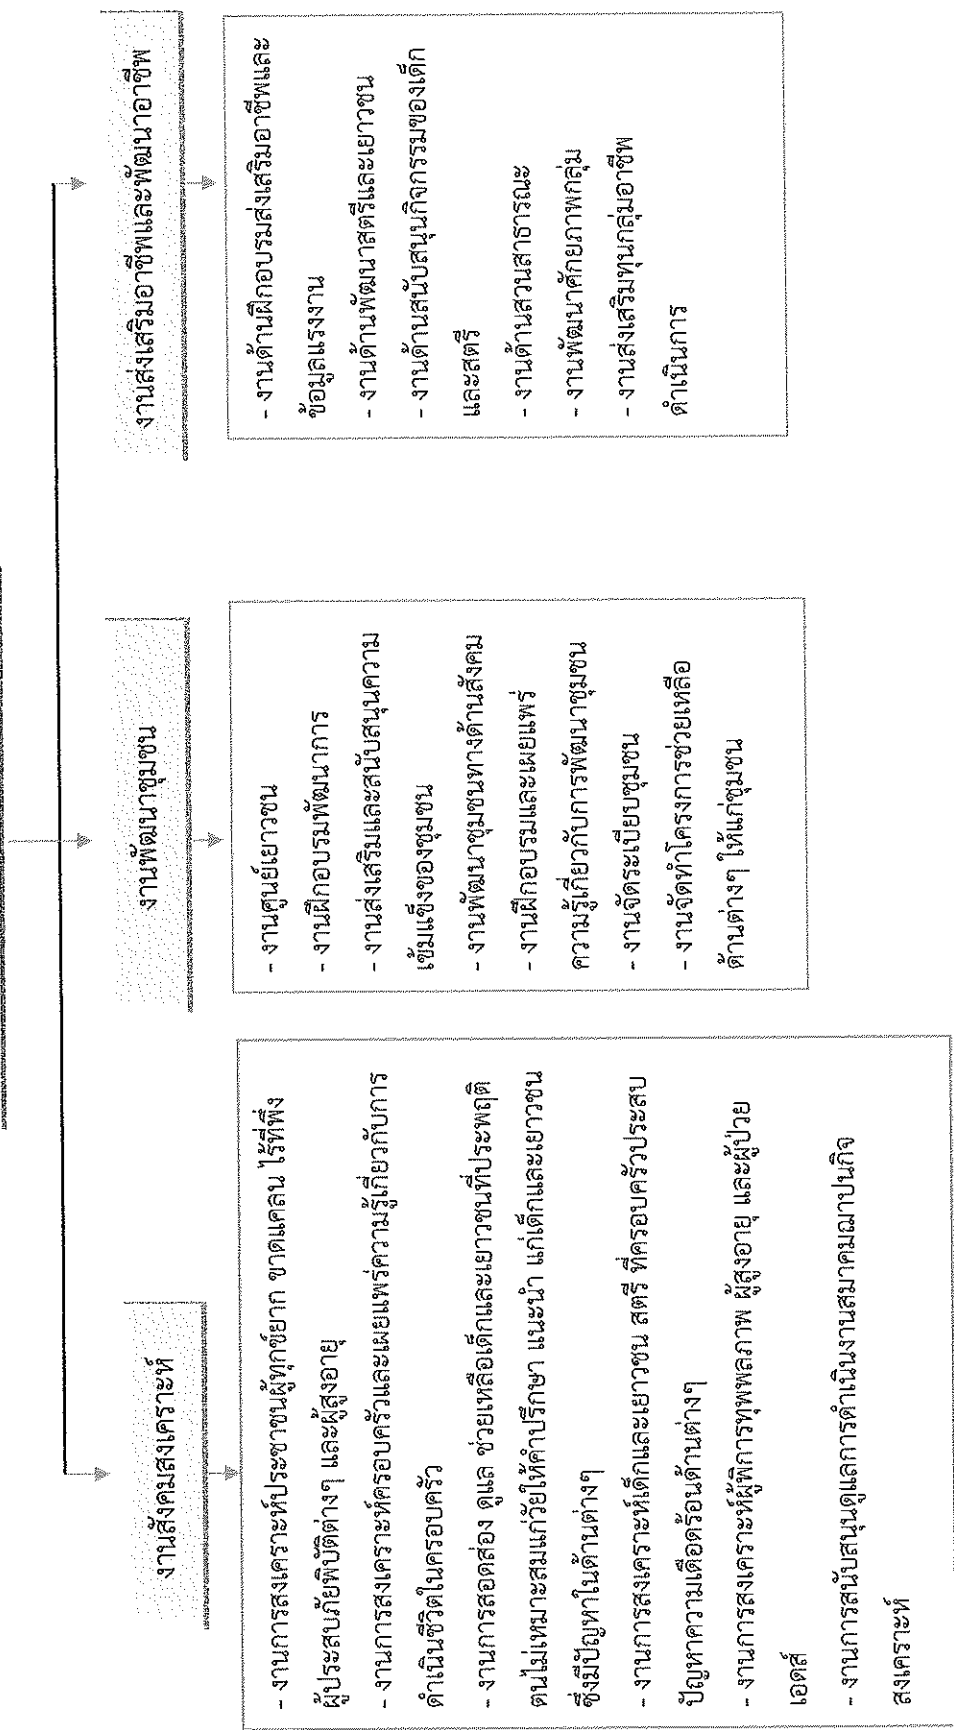 งานสังคมสงเคราะห์
- งานการสงเคราะห์ประชาชนผู้ทุกข์ยาก ขาดแคลน ไร้ที่พึ่ง
ผู้ประสบภัยพิบัติต่างๆ และผู้สูงอายุ
- งานการสงเคราะห์ครอบครัวและเผยแพร่ความรู้เกี่ยวกับการ
ดำเนินชีวิตในครอบครัว
- งานการสอดส่อง ดูแล ช่วยเหลือเด็กและเยาวชนที่ประพฤติ
ตนไม่เหมาะสมแก่วัยให้คำปรึกษา แนะนำ แก่เด็กและเยาวชน
ซึ่งมีปัญหาในด้านต่างๆ
- งานการสงเคราะห์เด็กและเยาวชน สตรี ที่ครอบครัวประสบ
ปัญหาความเดือดร้อนด้านต่างๆ
- งานการสงเคราะห์ผู้พิการทุพพลภาพ ผู้สูงอายุ และผู้ป่วย
เอดส์
- งานการสนับสนุนดูแลการดำเนินงานสมาคมฌาปนกิจ
สงเคราะห์
งานพัฒนาชุมชน
- งานศูนย์เยาวชน
- งานฝึกอบรมพัฒนาการ
- งานส่งเสริมและสนับสนุนความ
เข้มแข็งของชุมชน
- งานพัฒนาชุมชนทางด้านสังคม
- งานฝึกอบรมและเผยแพร่
ความรู้เกี่ยวกับการพัฒนาชุมชน
- งานจัดระเบียบชุมชน
- งานจัดทำโครงการช่วยเหลือ
ด้านต่างๆ ให้แก่ชุมชน
งานส่งเสริมอาชีพและพัฒนาอาชีพ
- งานด้านฝึกอบรมส่งเสริมอาชีพและ
ข้อมูลแรงงาน
- งานด้านพัฒนาสตรีและเยาวชน
- งานด้านสนับสนุนกิจกรรมของเด็ก
และสตรี
- งานด้านสวนสาธารณะ
- งานพัฒนาศักยภาพกลุ่ม
- งานส่งเสริมทุนกลุ่มอาชีพ
ดำเนินการ